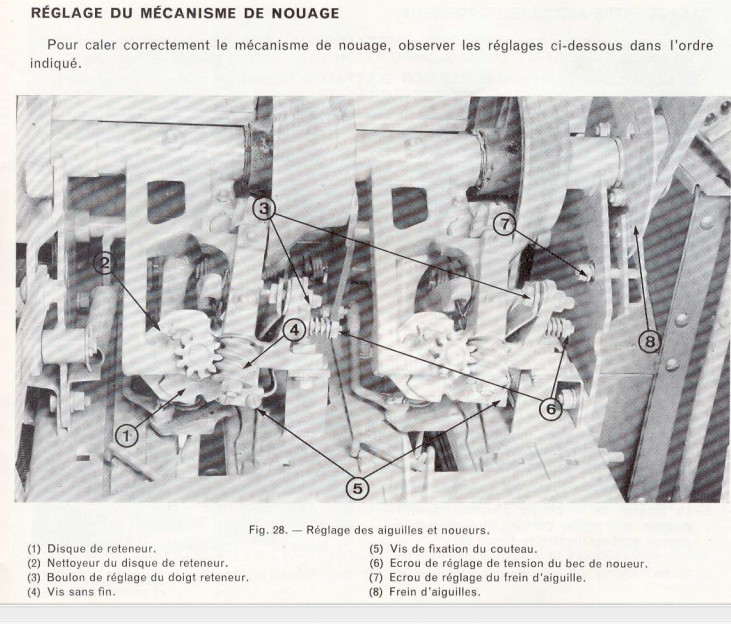 RÉGLAGE DU MÉCANISME DE NOUAGE
Pour caler correctement le mécanisme de nouage, observer les réglages ci-dessous dans l'ordre
indiqué.
3
7
2
4
8
6
1
5
Fig. 28. — Réglage des aiguilles et noueurs.
(1) Disque de reteneur.
(2) Nettoyeur du disque de reteneur.
(3) Boulon de réglage du doigt reteneur.
(4) Vis sans fin.
(5) Vis de fixation du couteau.
(6) Ecrou de réglage de tension du bec de noueur.
(7) Ecrou de réglage du frein d'aiguille.
(8) Frein d'aiguilles.